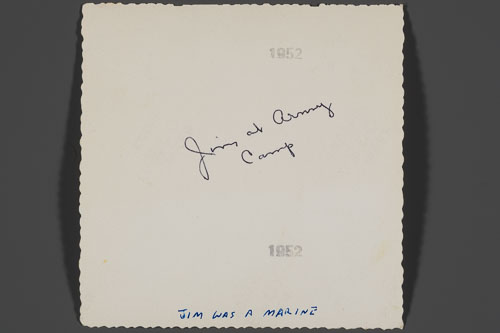 1952
Jim at Army
Camp
1952
JIM WAS A MARINE